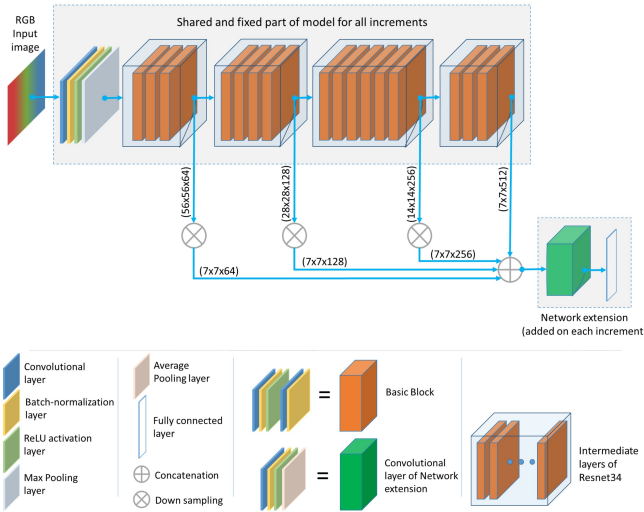 RGB
Input
image
Shared and fixed part of model for all increments
(56x56x64)
(28x28x128)
(14x14x256)
(7x7x512)
(7x7x64)
(7x7x128)
(7x7x256)
Network extension
(added on each increment
Convolutional
layer
Batch-normalization
layer
ReLU activation
layer
Max Pooling
layer
Average
Pooling layer
Fully connected
layer
Concatenation
Down sampling
=
Basic Block
=
Convolutional
layer of Network
extension
Intermediate
layers of
Resnet34